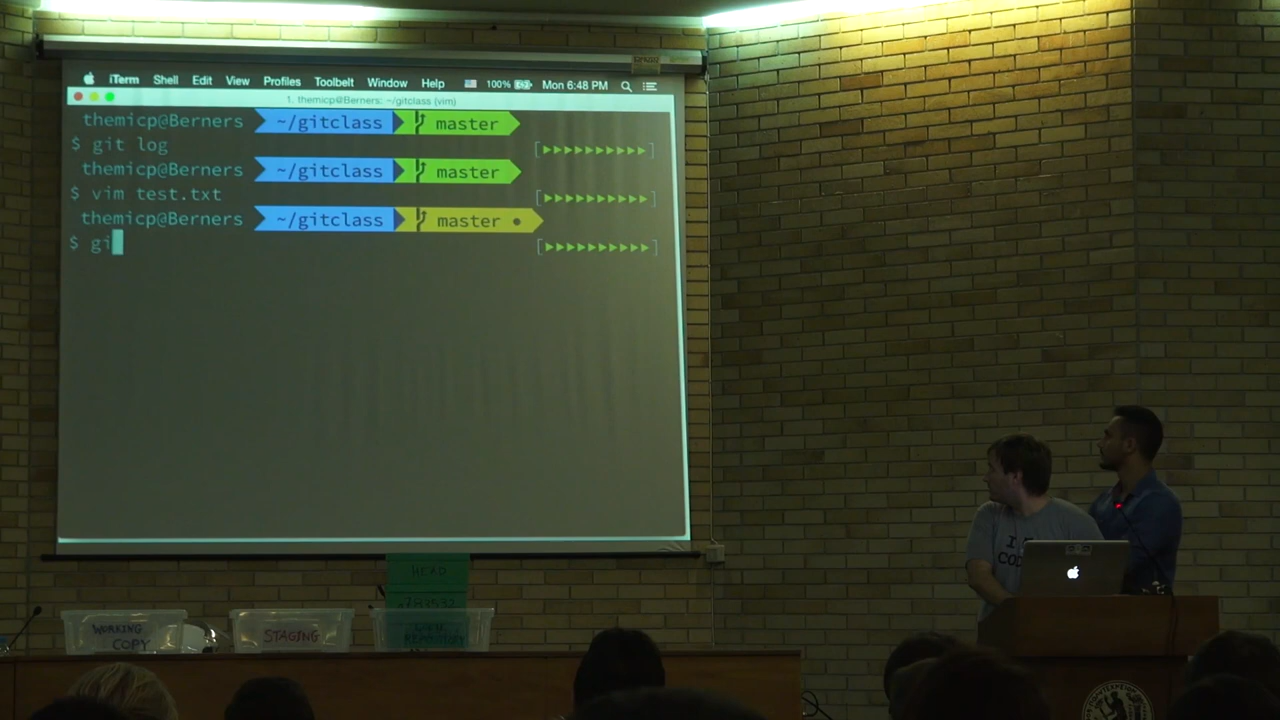 iTerm Shell Edit View Profiles Toolbelt Window Help 100% Mon 6:48 PM
1. themicp@Berners: ~/gitclass (vim)
themicp@Berners ~/gitclass master
$ git log
themicp@Berners ~/gitclass master
$ vim test.txt
themicp@Berners ~/gitclass master
$ gi
HEAD
WORKING
COPY
STAGING
REPOSITORY